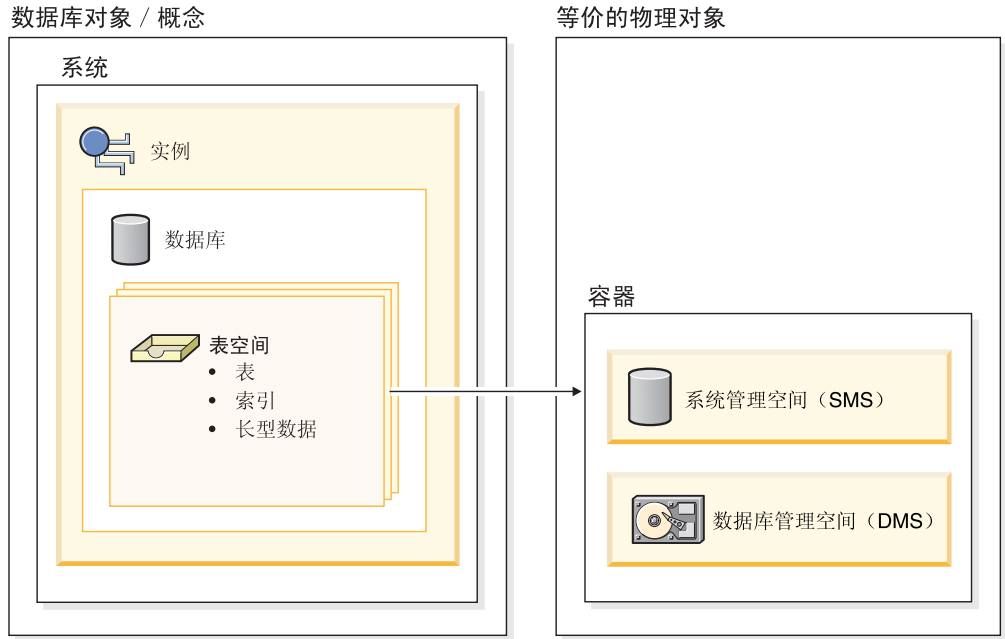 数据库对象 / 概念
系统
实例
数据库
表空间
• 表
• 索引
• 长型数据
等价的物理对象
容器
系统管理空间（SMS）
数据库管理空间（DMS）